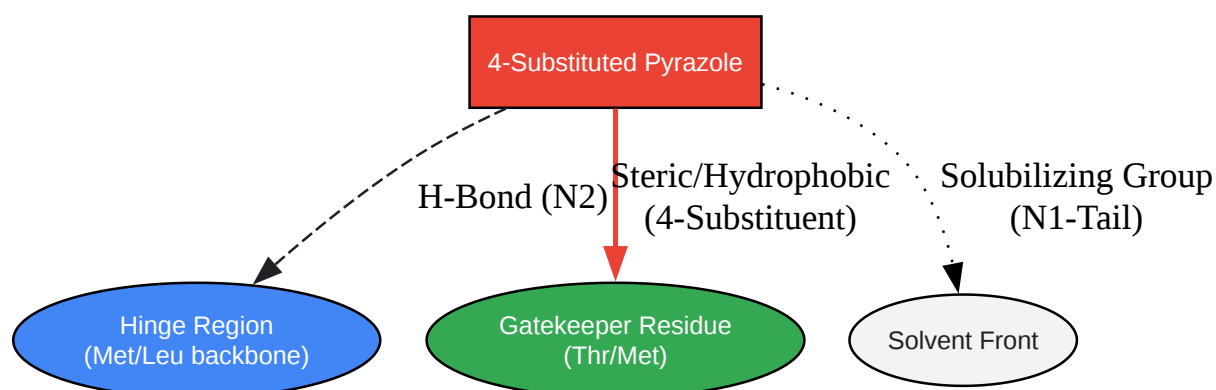 4-Substituted Pyrazole
H-Bond (N2)
Steric/Hydrophobic
(4-Substituent)
Solubilizing Group
(N1-Tail)
Hinge Region
(Met/Leu backbone)
Gatekeeper Residue
(Thr/Met)
Solvent Front